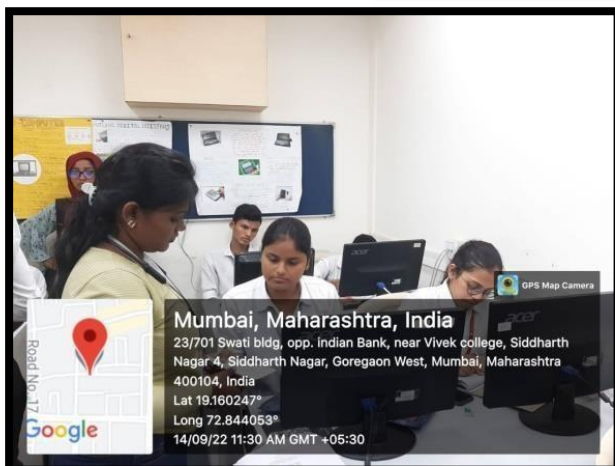 COMPUTER
acer
acer
GPS Map Camera
Road No. 17
Google
Mumbai, Maharashtra, India
23/701 Swati bldg, opp. indian Bank, near Vivek college, Siddharth
Nagar 4, Siddharth Nagar, Goregaon West, Mumbai, Maharashtra
400104, India
Lat 19.160247°
Long 72.844053°
14/09/22 11:30 AM GMT +05:30